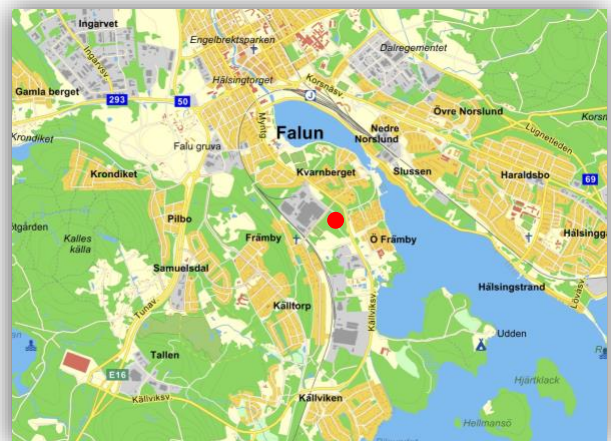 Ingarvet
Ingarvsv.
Engelbrektsparken
Dalregementet
Hälsingtorget
Gamla berget
293
50
Korsnäsv.
J
Övre Norslund
Korsn
Krondiket
Myntg
Falun
Nedre
Norslund
Lugnetleden
Falu gruva
Slussen
Haraldsbo
69
Krondiket
Kvarnberget
Pilbo
Främby
Ö Främby
Hälsingga
Kalles
källa
Samuelsdal
Hälsingstrand
Lövåsv.
Tunav.
Källtorp
Källviksv
Udden
Tallen
E16
Hjärtklack
Källviksv
Källviken
Hellmansö